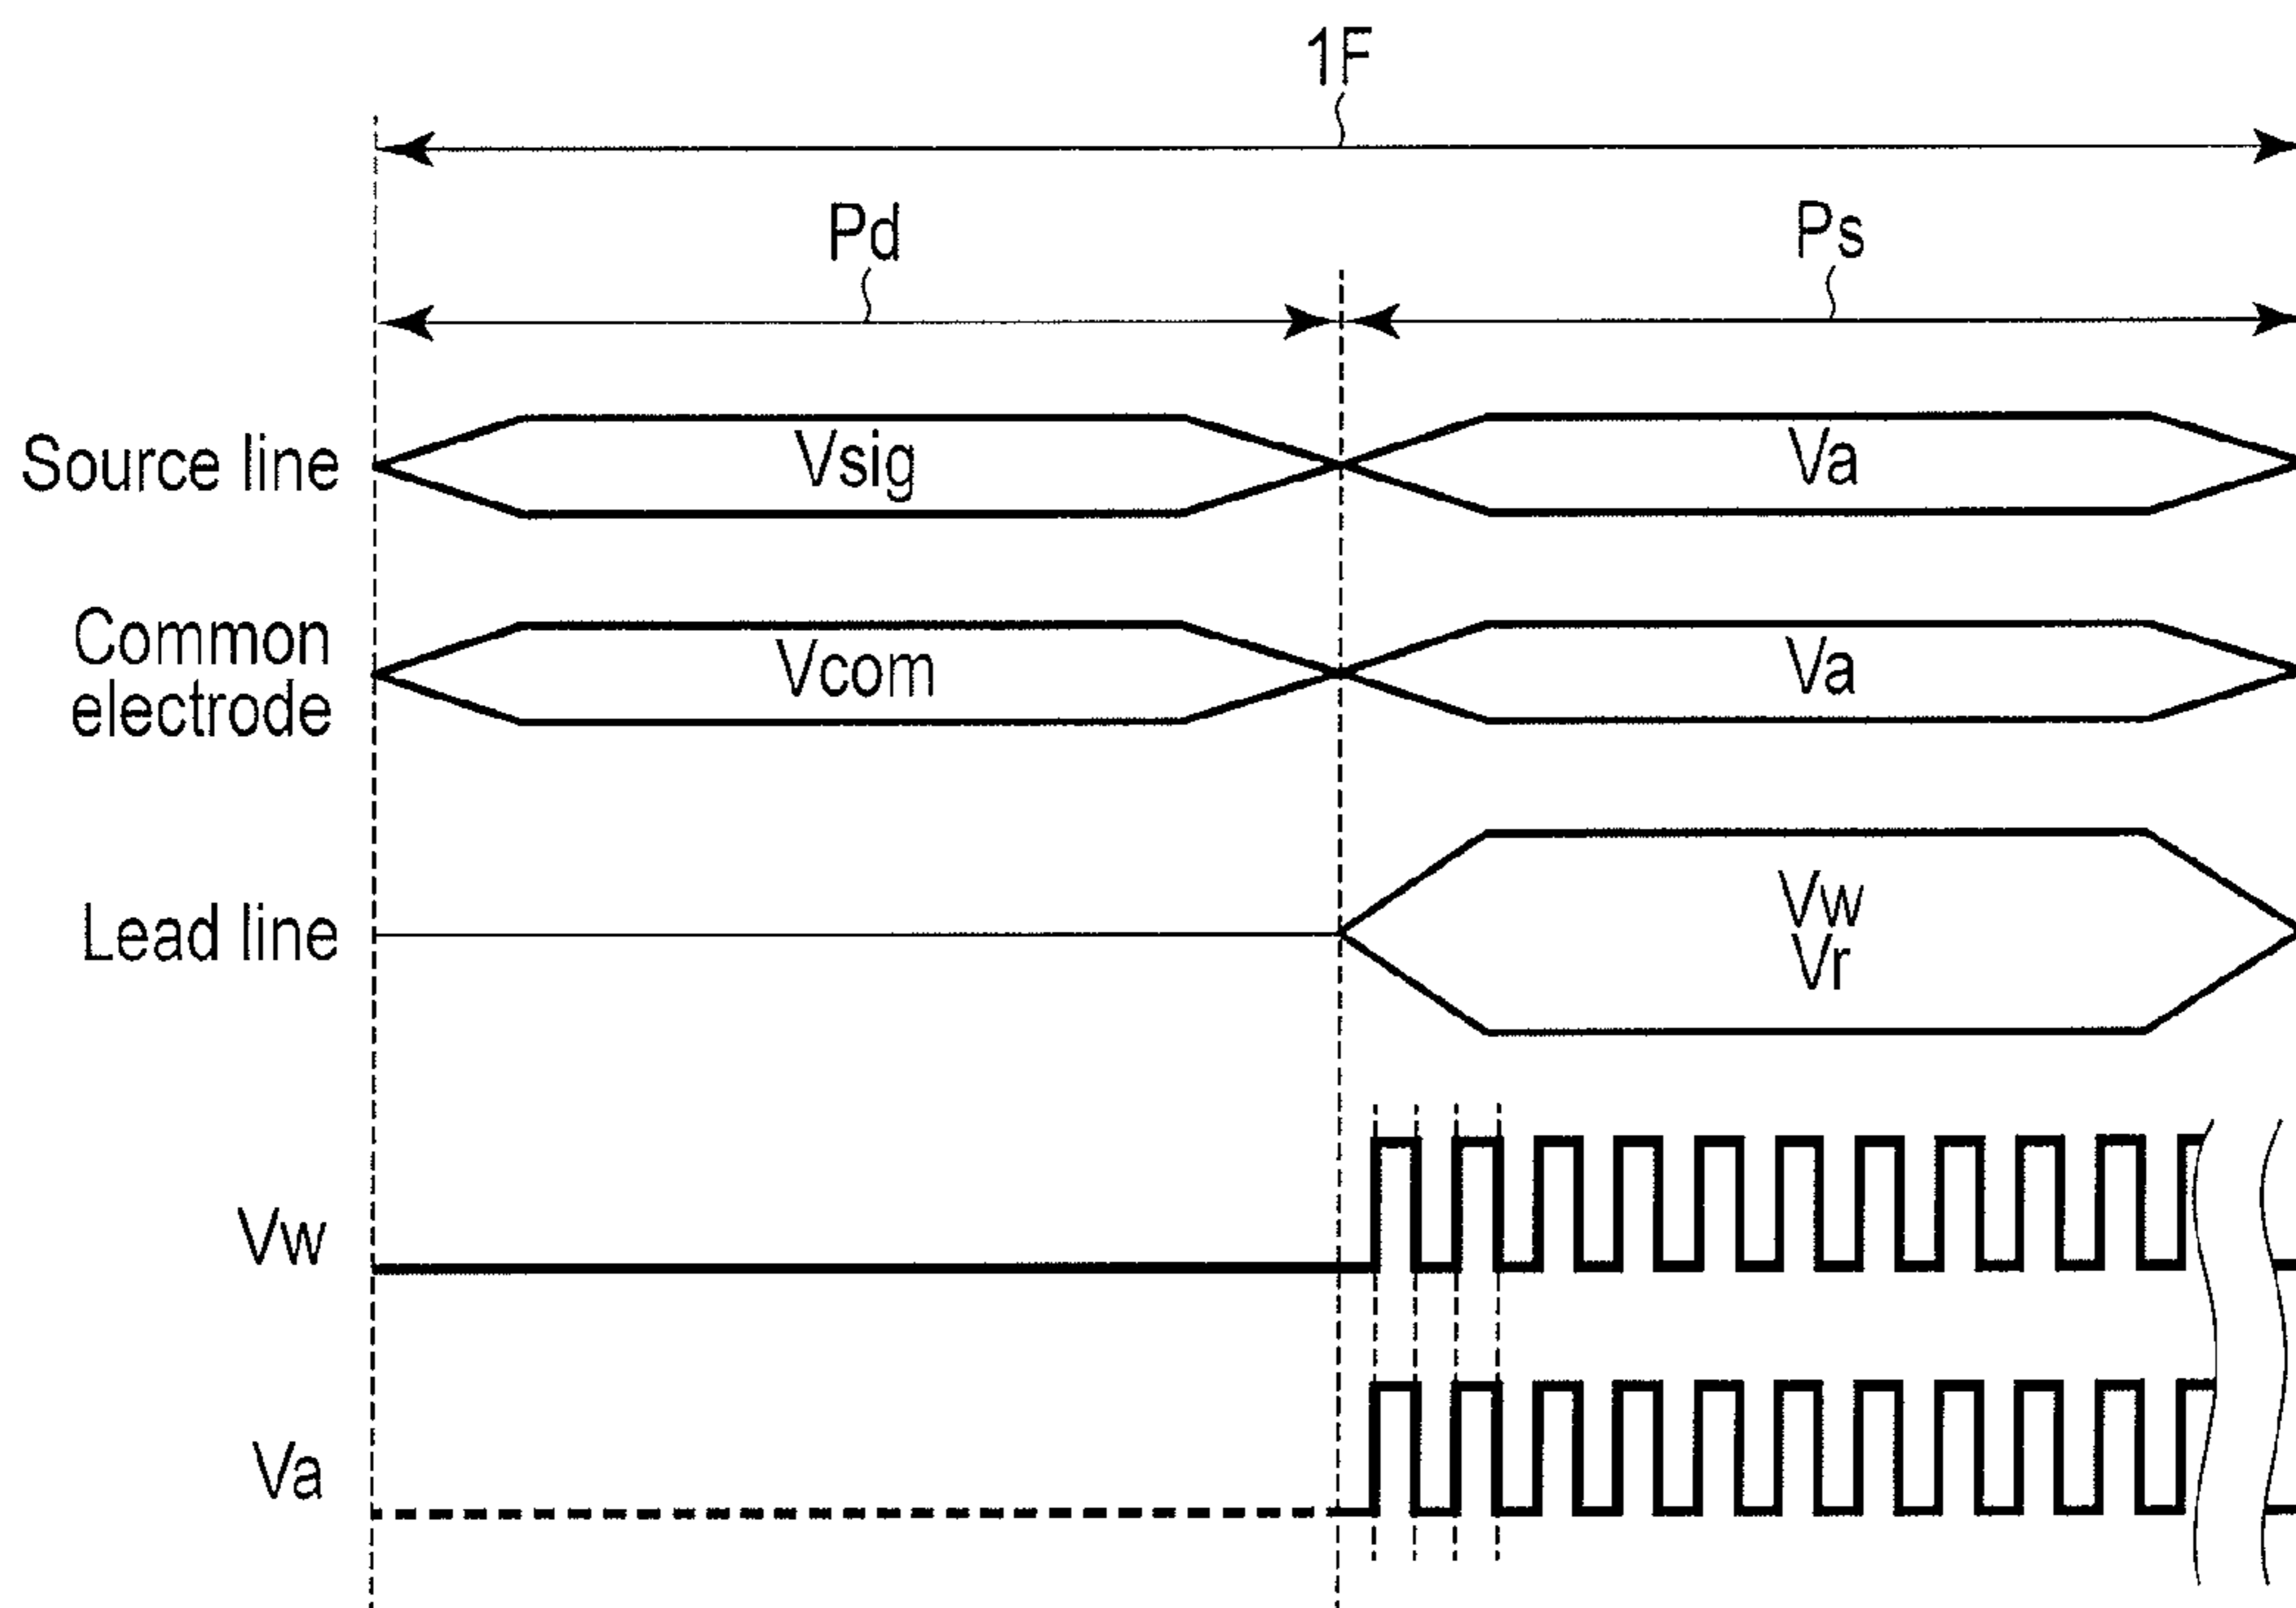 1F
Pd
Ps
Source line
Vsig
Va
Common
electrode
Vcom
Va
Lead line
Vw
Vr
Vw
Va